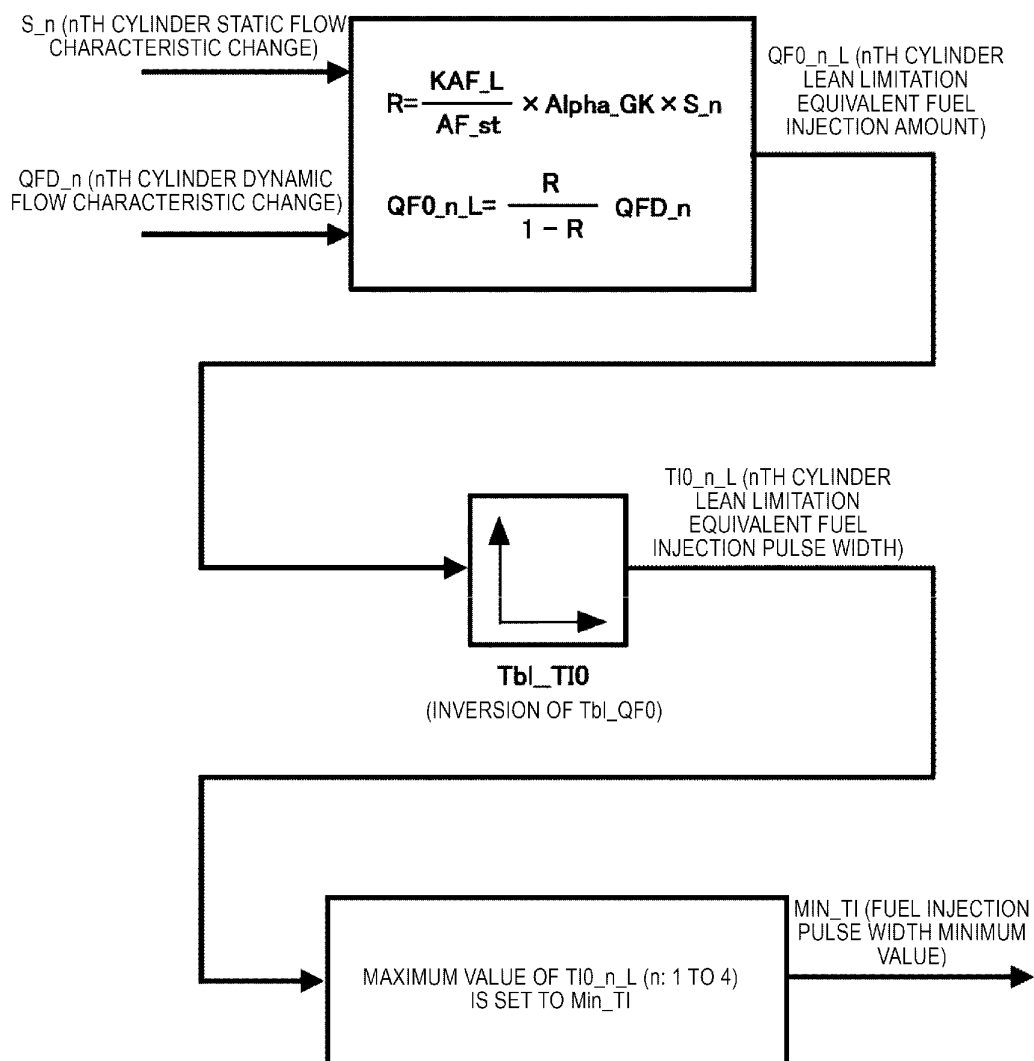 S_n (nTH CYLINDER STATIC FLOW
CHARACTERISTIC CHANGE)
QFD_n (nTH CYLINDER DYNAMIC
FLOW CHARACTERISTIC CHANGE)
R= KAF_L / AF_st × Alpha_GK × S_n
QF0_n_L= R / 1 − R QFD_n
QF0_n_L (nTH CYLINDER
LEAN LIMITATION
EQUIVALENT FUEL
INJECTION AMOUNT)
TI0_n_L (nTH CYLINDER
LEAN LIMITATION
EQUIVALENT FUEL
INJECTION PULSE WIDTH)
Tbl_TI0
(INVERSION OF Tbl_QF0)
MAXIMUM VALUE OF TI0_n_L (n: 1 TO 4)
IS SET TO Min_TI
MIN_TI (FUEL INJECTION
PULSE WIDTH MINIMUM
VALUE)